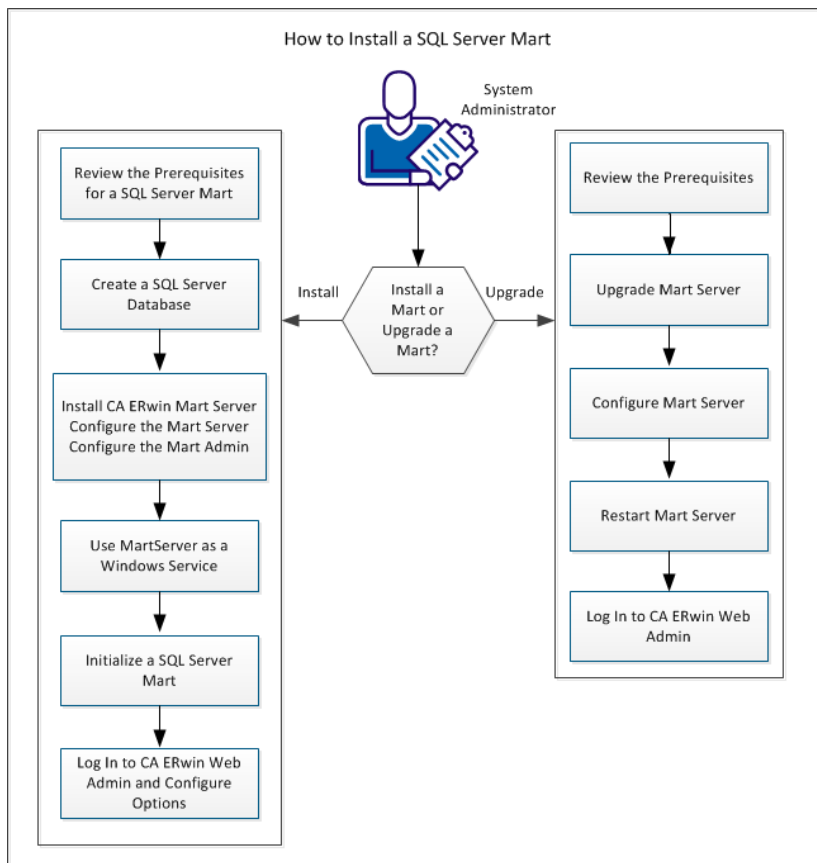 How to Install a SQL Server Mart
System
Administrator
Install a
Mart or
Upgrade a
Mart?
Install
Upgrade
Review the Prerequisites
for a SQL Server Mart
Create a SQL Server
Database
Install CA ERwin Mart Server
Configure the Mart Server
Configure the Mart Admin
Use MartServer as a
Windows Service
Initialize a SQL Server
Mart
Log In to CA ERwin Web
Admin and Configure
Options
Review the Prerequisites
Upgrade Mart Server
Configure Mart Server
Restart Mart Server
Log In to CA ERwin Web
Admin